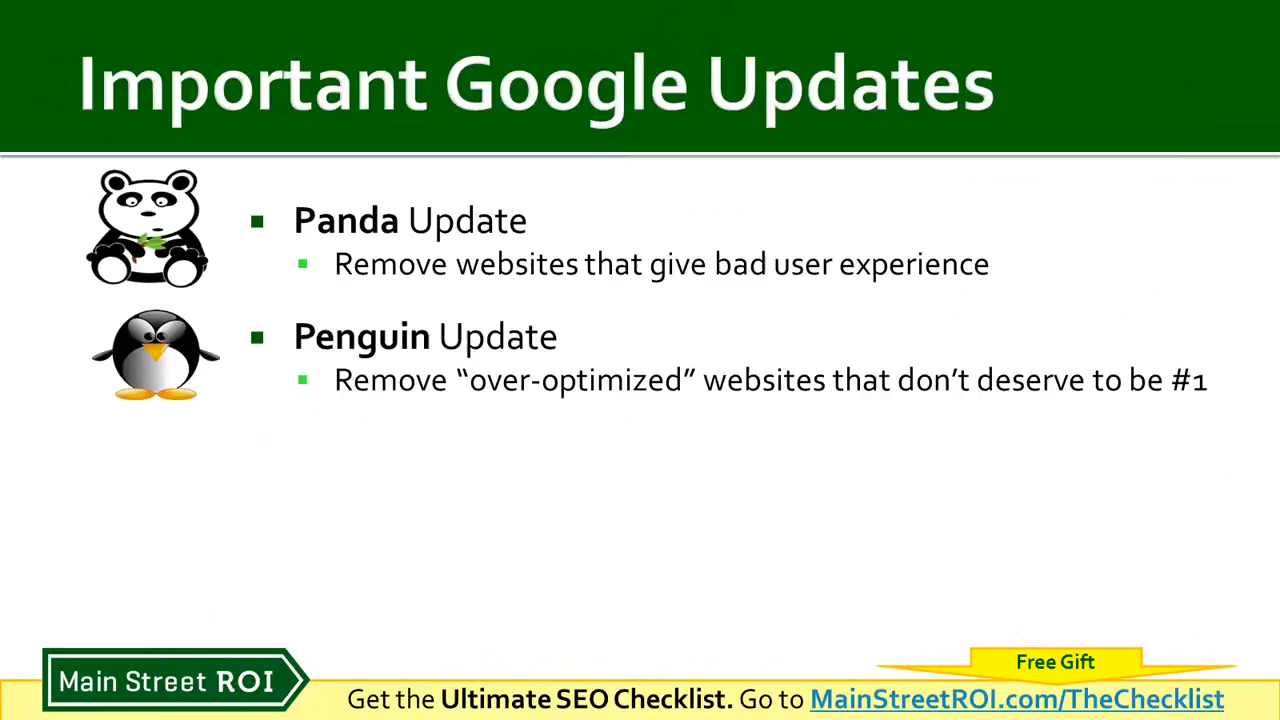 Important Google Updates
Panda Update
Remove websites that give bad user experience
Penguin Update
Remove “over-optimized” websites that don’t deserve to be #1
Free Gift
Main Street ROI
Get the Ultimate SEO Checklist. Go to MainStreetROI.com/TheChecklist